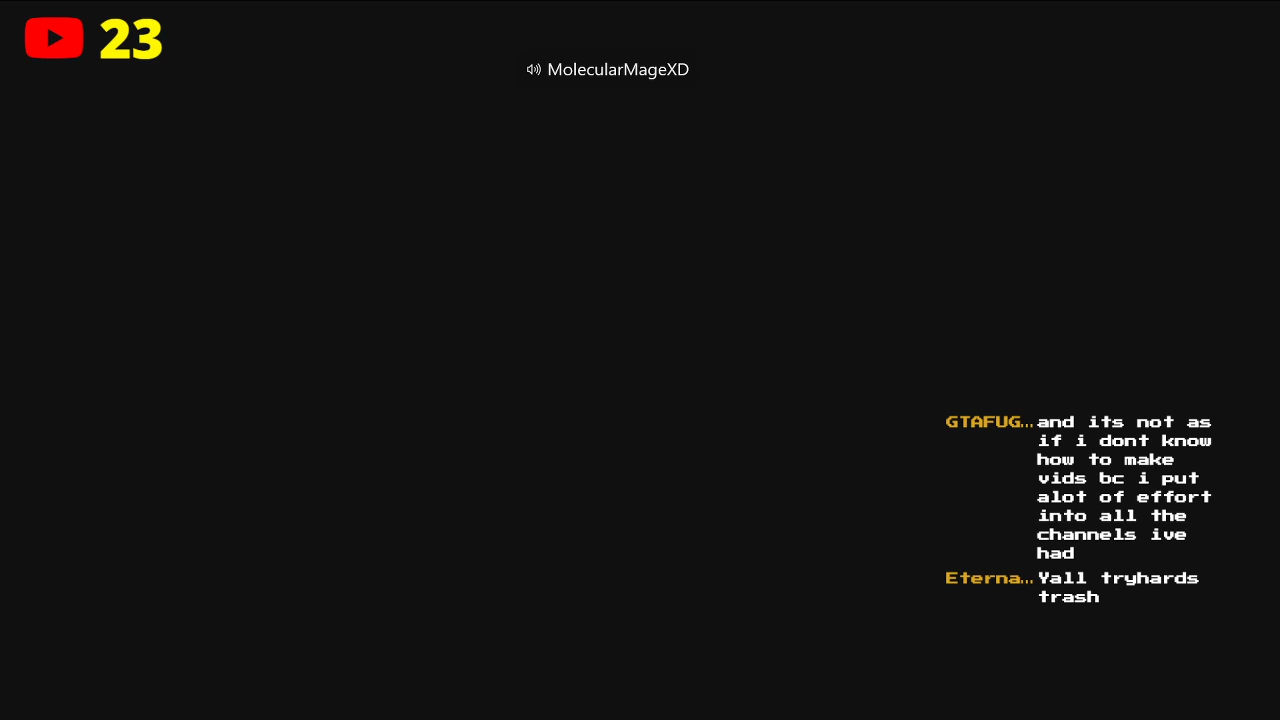 23
MolecularMageXD
GTAFUG... and its not as
if i dont know
how to make
vids bc i put
alot of effort
into all the
channels ive
had
Eterna... Yall tryhards
trash